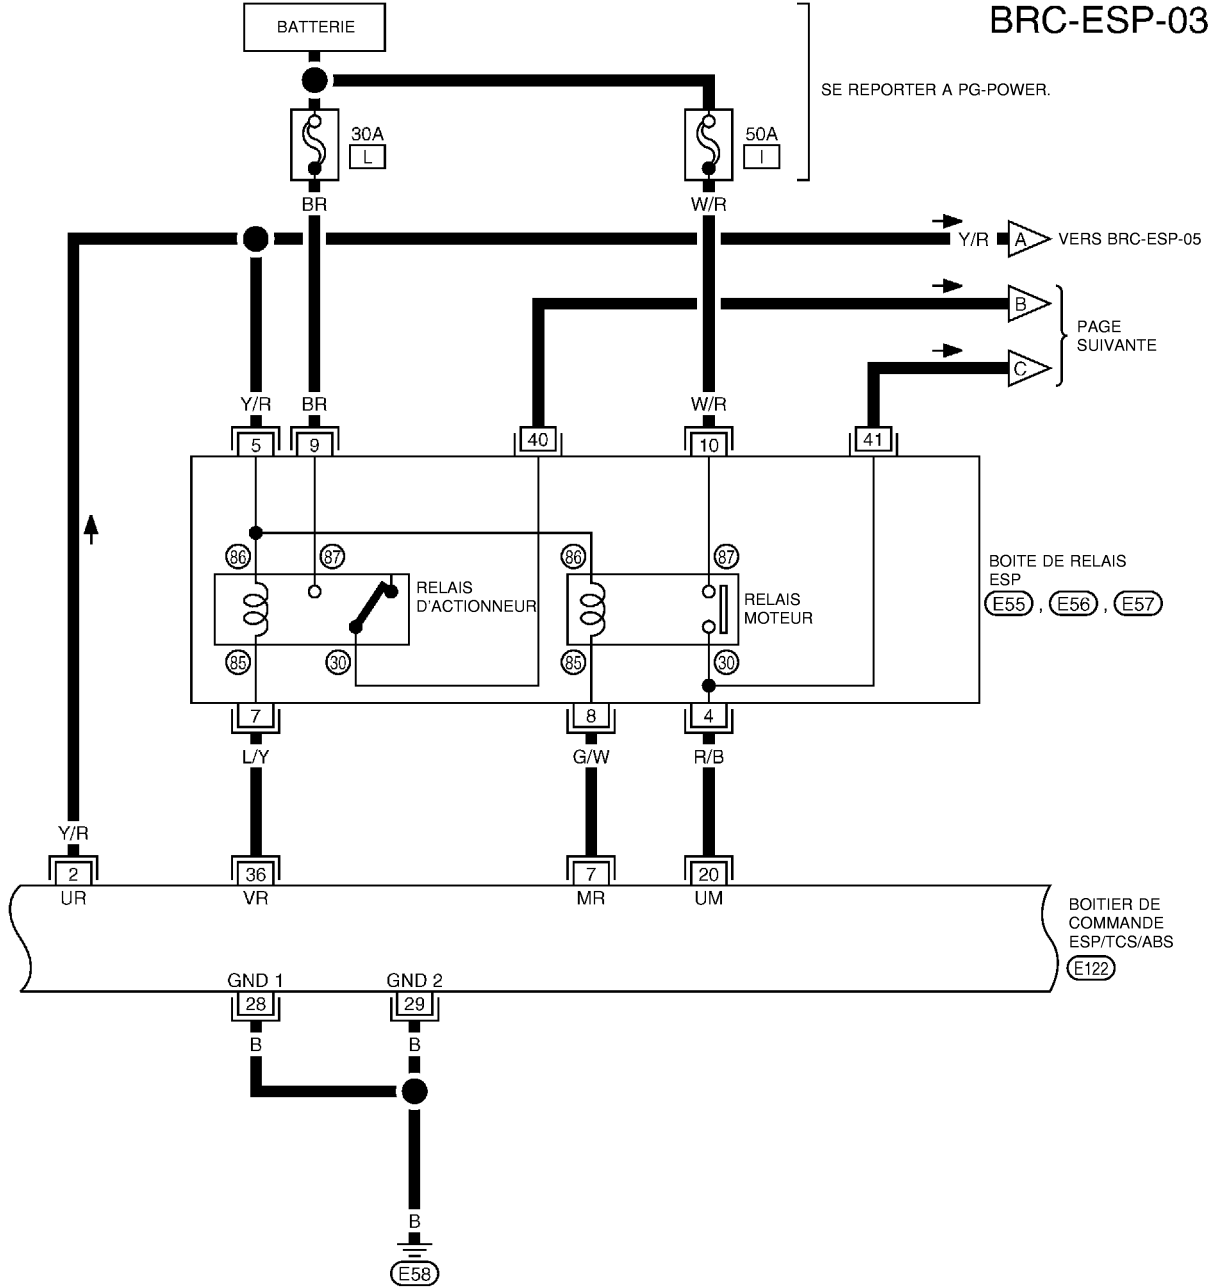 BRC-ESP-03
BATTERIE
SE REPORTER A PG-POWER.
30A
L
50A
I
BR
W/R
Y/R
A
VERS BRC-ESP-05
B
PAGE
SUIVANTE
C
Y/R
BR
W/R
5
9
40
10
41
86
87
86
87
RELAIS
D'ACTIONNEUR
RELAIS
MOTEUR
BOITE DE RELAIS
ESP
E55 , E56 , E57
85
30
85
30
7
8
4
L/Y
G/W
R/B
Y/R
2
36
7
20
UR
VR
MR
UM
BOITIER DE
COMMANDE
ESP/TCS/ABS
E122
GND 1
GND 2
28
29
B
B
B
E58